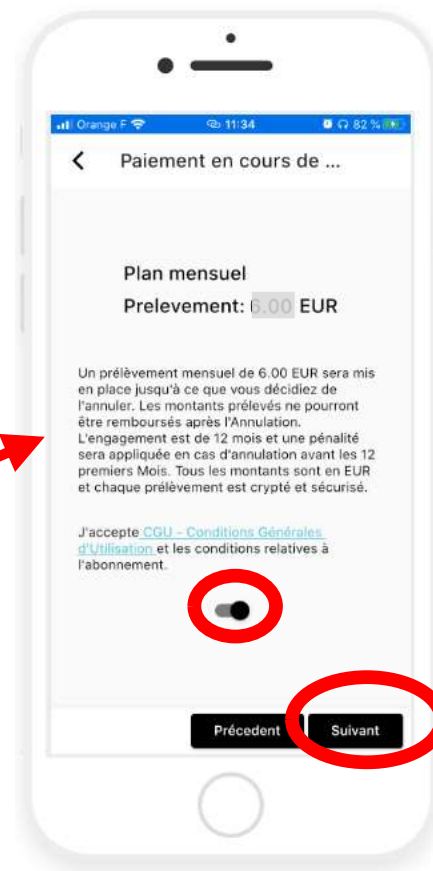 Orange F 11:34 82 %
Paiement en cours de ...
Plan mensuel
Prelevement: 6.00 EUR
Un prélèvement mensuel de 6.00 EUR sera mis
en place jusqu'à ce que vous décidiez de
l'annuler. Les montants prélevés ne pourront
être remboursés après l'Annulation.
L'engagement est de 12 mois et une pénalité
sera appliquée en cas d'annulation avant les 12
premiers Mois. Tous les montants sont en EUR
et chaque prélèvement est crypté et sécurisé.
J'accepte CGU - Conditions Générales
d'Utilisation et les conditions relatives à
l'abonnement.
Précedent Suivant